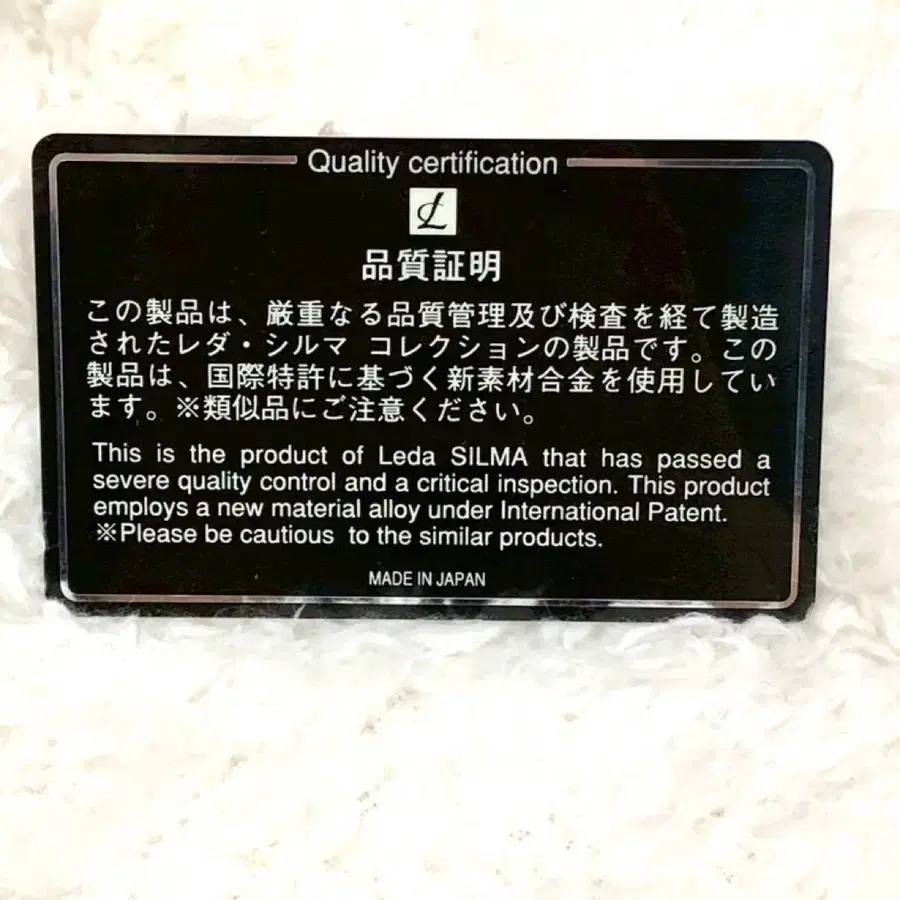 Quality certification
L
品質証明
この製品は、厳重なる品質管理及び検査を経て製造
されたレダ・シルマ コレクションの製品です。この
製品は、国際特許に基づく新素材合金を使用してい
ます。※類似品にご注意ください。
This is the product of Leda SILMA that has passed a
severe quality control and a critical inspection. This product
employs a new material alloy under International Patent.
※Please be cautious to the similar products.
MADE IN JAPAN